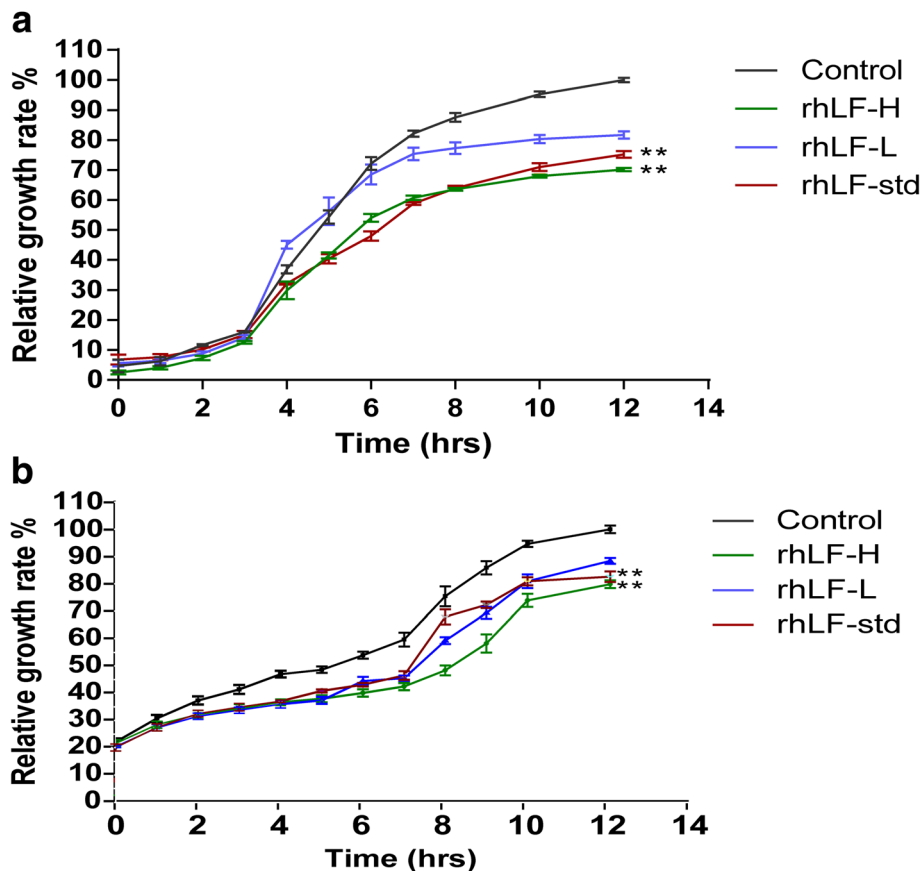 a
110
100
90
80
70
60
50
40
30
20
10
0
Relative growth rate %
0 2 4 6 8 10 12 14
Time (hrs)
Control
rhLF-H
rhLF-L
rhLF-std
**
**
b
110
100
90
80
70
60
50
40
30
20
10
0
Relative growth rate %
0 2 4 6 8 10 12 14
Time (hrs)
Control
rhLF-H
rhLF-L
rhLF-std
**
**